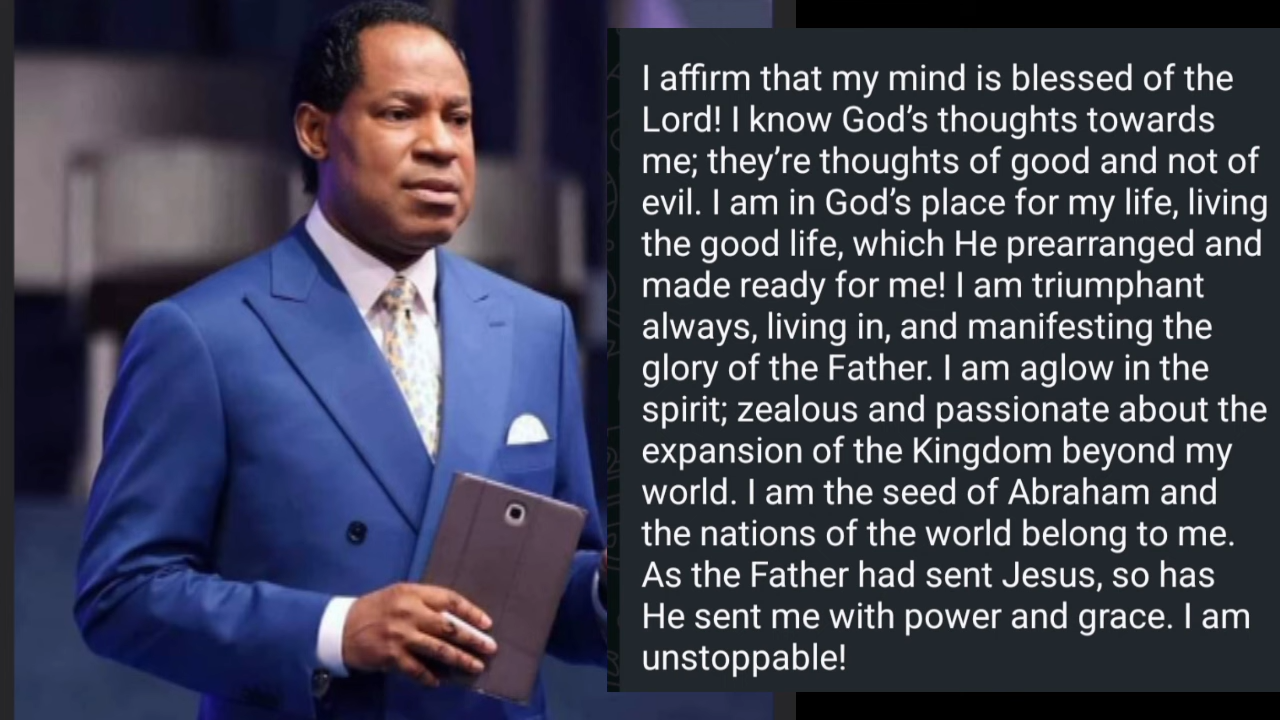 I affirm that my mind is blessed of the
Lord! I know God’s thoughts towards
me; they’re thoughts of good and not of
evil. I am in God’s place for my life, living
the good life, which He prearranged and
made ready for me! I am triumphant
always, living in, and manifesting the
glory of the Father. I am aglow in the
spirit; zealous and passionate about the
expansion of the Kingdom beyond my
world. I am the seed of Abraham and
the nations of the world belong to me.
As the Father had sent Jesus, so has
He sent me with power and grace. I am
unstoppable!